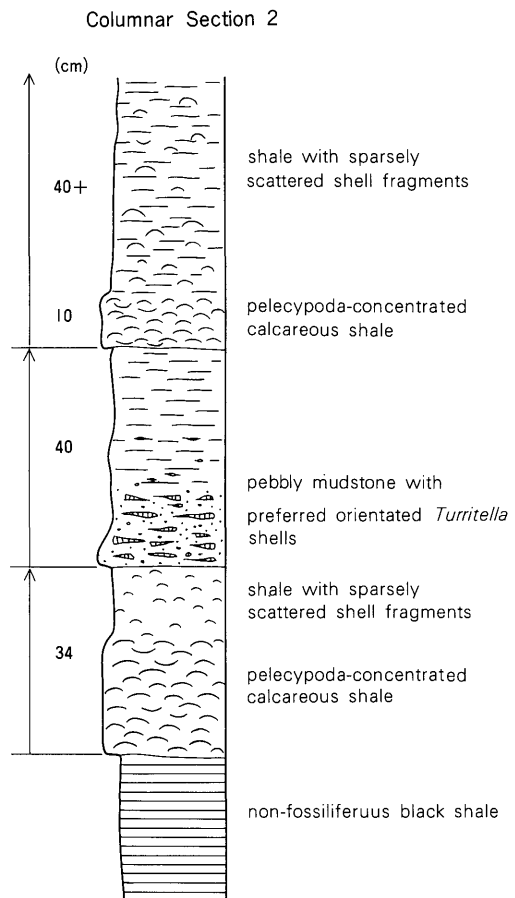 Columnar Section 2
(cm)
40+
shale with sparsely
scattered shell fragments
10
pelecypoda-concentrated
calcareous shale
40
pebbly mudstone with
preferred orientated Turritella
shells
34
shale with sparsely
scattered shell fragments
pelecypoda-concentrated
calcareous shale
non-fossiliferuus black shale